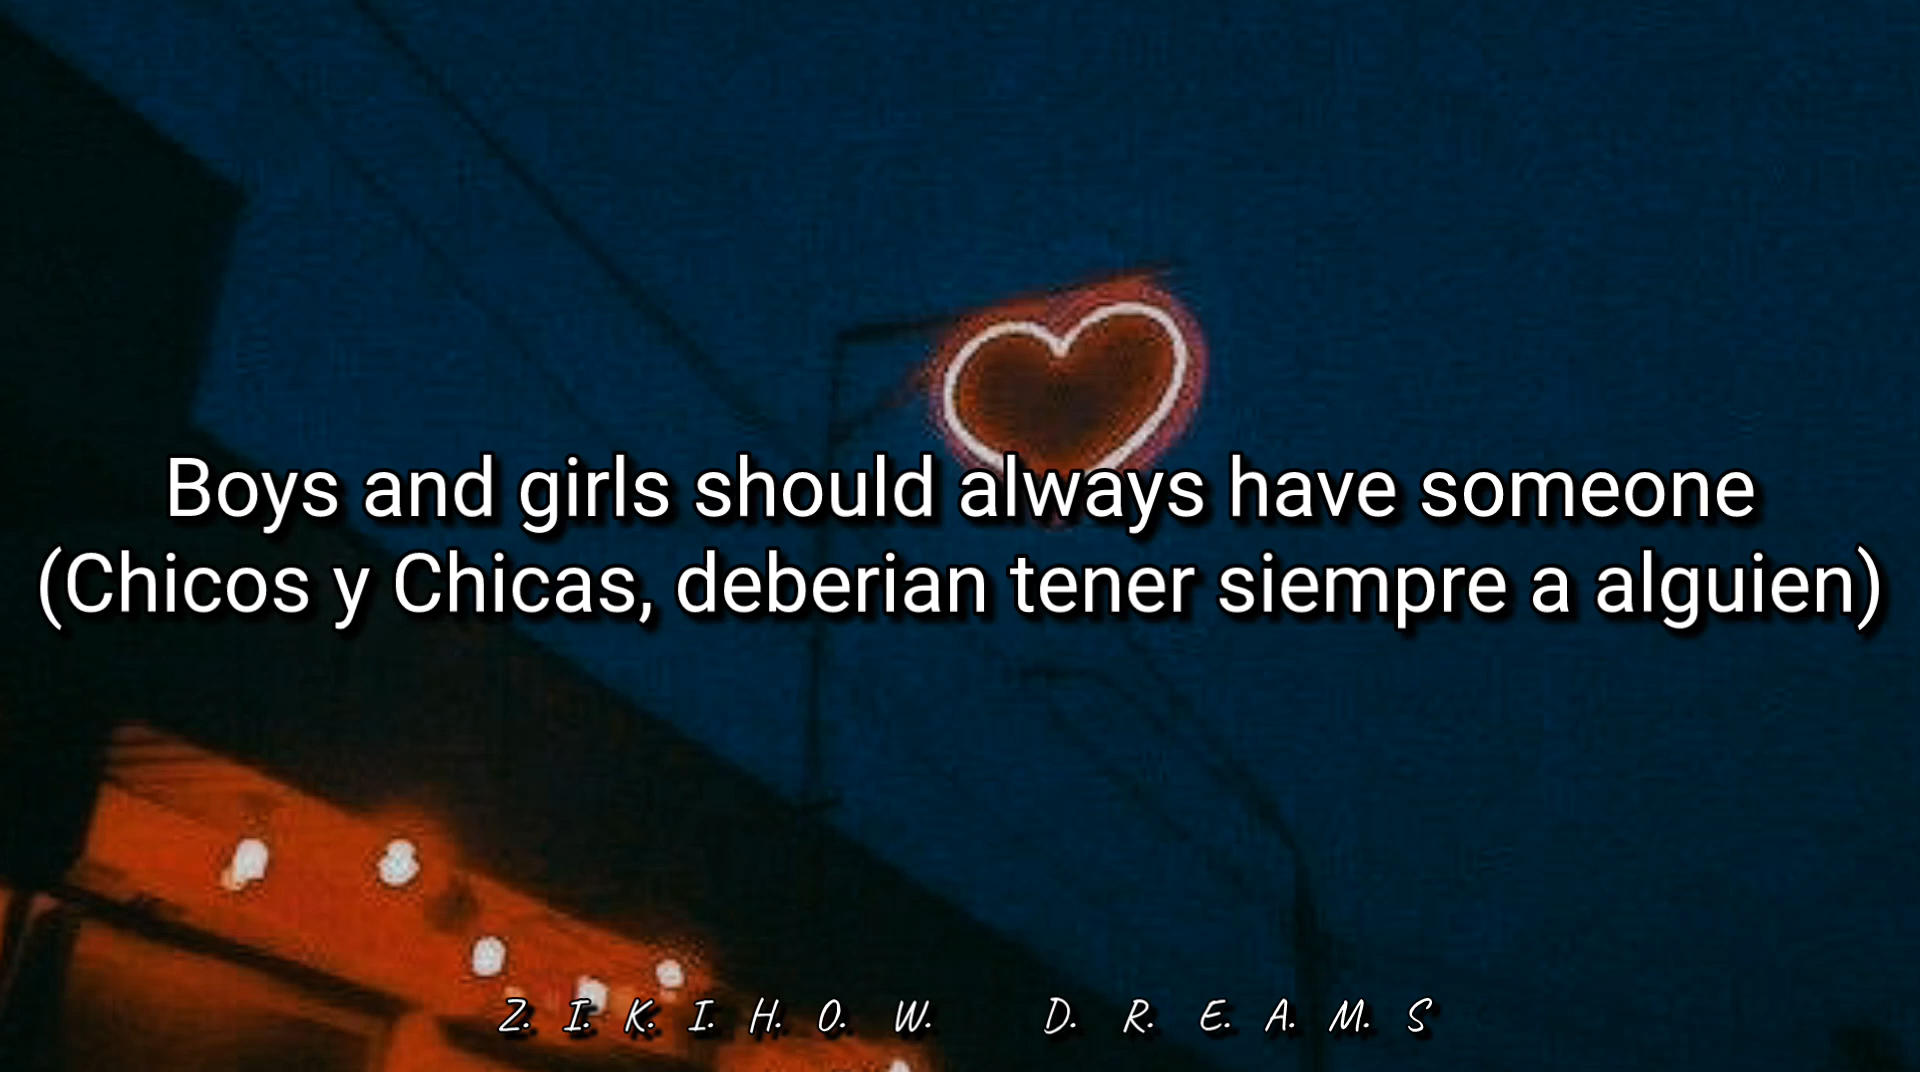 Boys and girls should always have someone
(Chicos y Chicas, deberian tener siempre a alguien)
Z. I. K. I. H. O. W. D. R. E. A. M. S